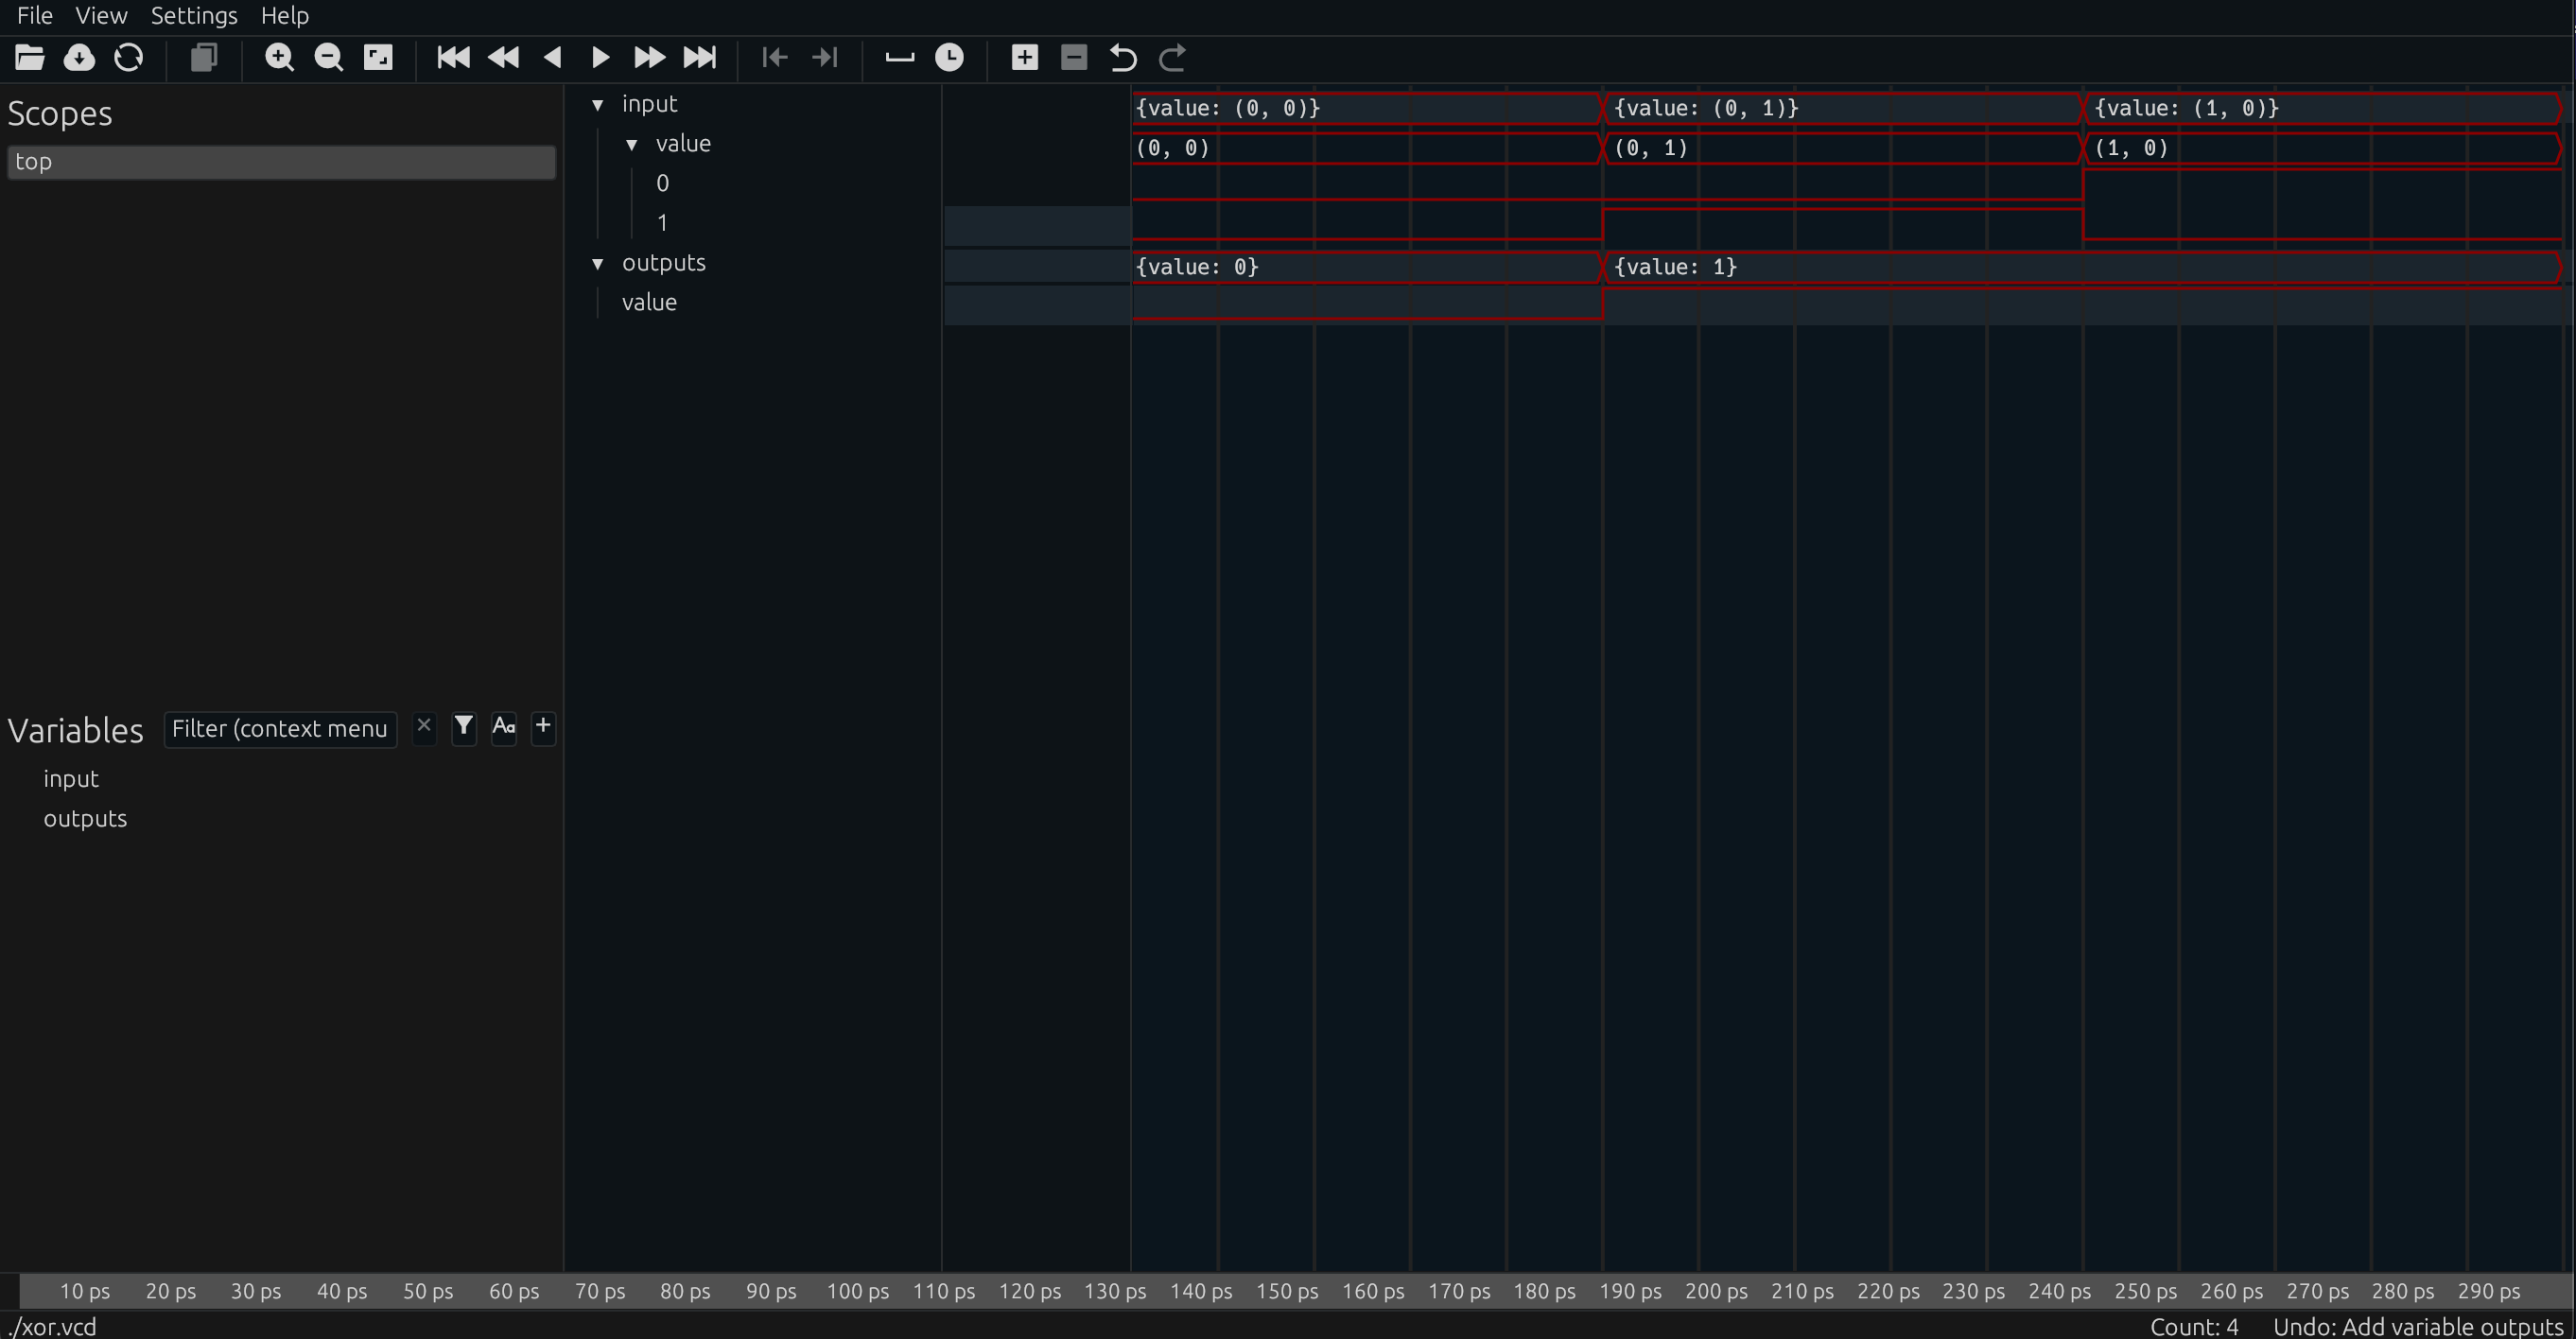 File View Settings Help
Scopes
top
Variables Filter (context menu Aa
input
outputs
input
value
0
1
outputs
value
{value: (0, 0)} {value: (0, 1)} {value: (1, 0)}
(0, 0) (0, 1) (1, 0)
{value: 0} {value: 1}
10 ps 20 ps 30 ps 40 ps 50 ps 60 ps 70 ps 80 ps 90 ps 100 ps 110 ps 120 ps 130 ps 140 ps 150 ps 160 ps 170 ps 180 ps 190 ps 200 ps 210 ps 220 ps 230 ps 240 ps 250 ps 260 ps 270 ps 280 ps 290 ps
./xor.vcd Count: 4 Undo: Add variable outputs